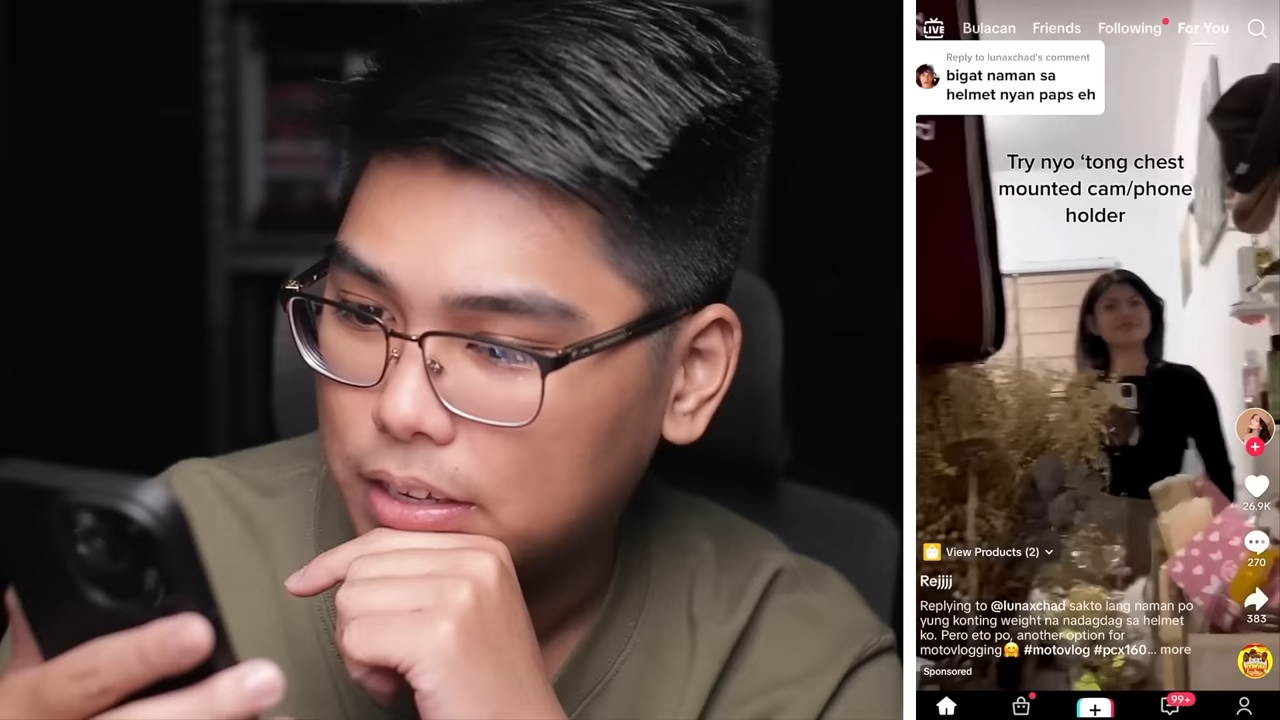 LIVE
Bulacan
Friends
Following
For You
Reply to lunaxchad's comment
bigat naman sa
helmet nyan paps eh
Try nyo ‘tong chest
mounted cam/phone
holder
26.9K
270
383
View Products (2)
Rejjjj
Replying to @lunaxchad sakto lang naman po
yung konting weight na nadagdag sa helmet
ko. Pero eto po, another option for
motovlogging🤗 #motovlog #pcx160... more
Sponsored
99+